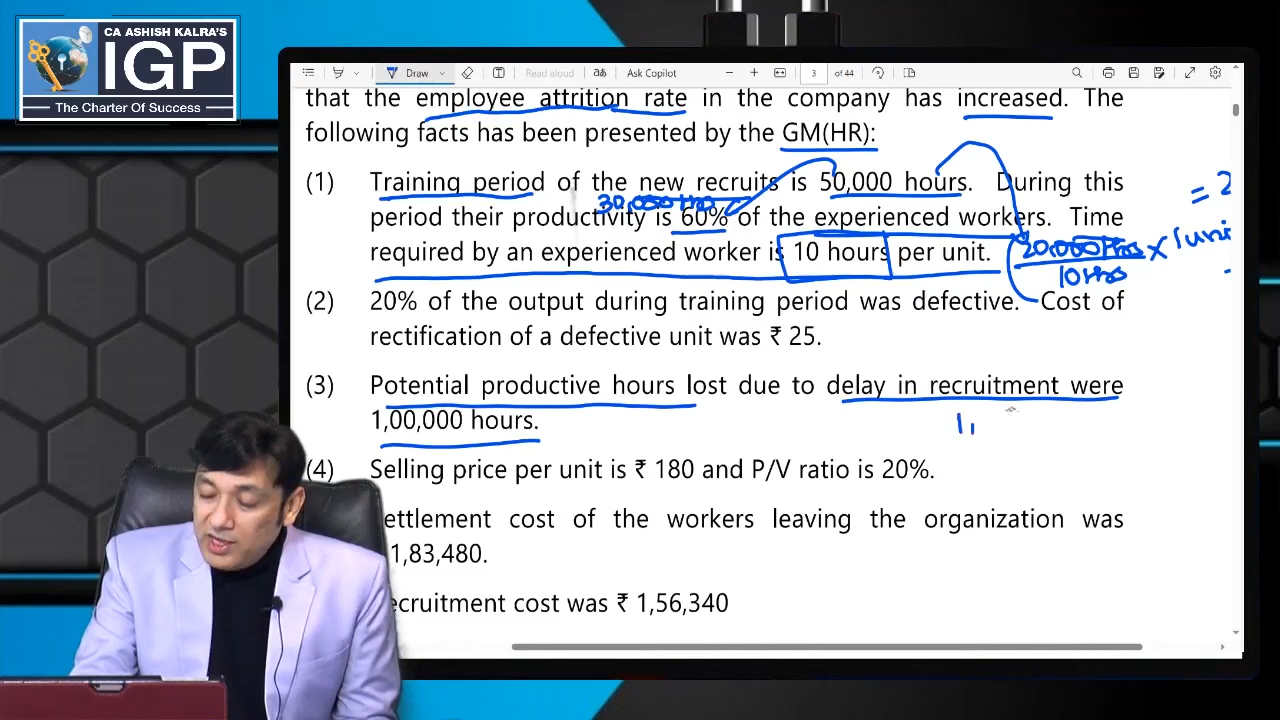 CA ASHISH KALRA'S
IGP
The Charter Of Success
Draw
Read aloud
Ask Copilot
3 of 44
that the employee attrition rate in the company has increased. The
following facts has been presented by the GM(HR):
(1) Training period of the new recruits is 50,000 hours. During this
= 2
30,000 Hrs
period their productivity is 60% of the experienced workers. Time
required by an experienced worker is 10 hours per unit.
20,000 Hrs × 1 unit
10 Hrs
(2) 20% of the output during training period was defective. Cost of
rectification of a defective unit was ₹ 25.
(3) Potential productive hours lost due to delay in recruitment were
1,00,000 hours.
1,
(4) Selling price per unit is ₹ 180 and P/V ratio is 20%.
ettlement cost of the workers leaving the organization was
1,83,480.
ecruitment cost was ₹ 1,56,340